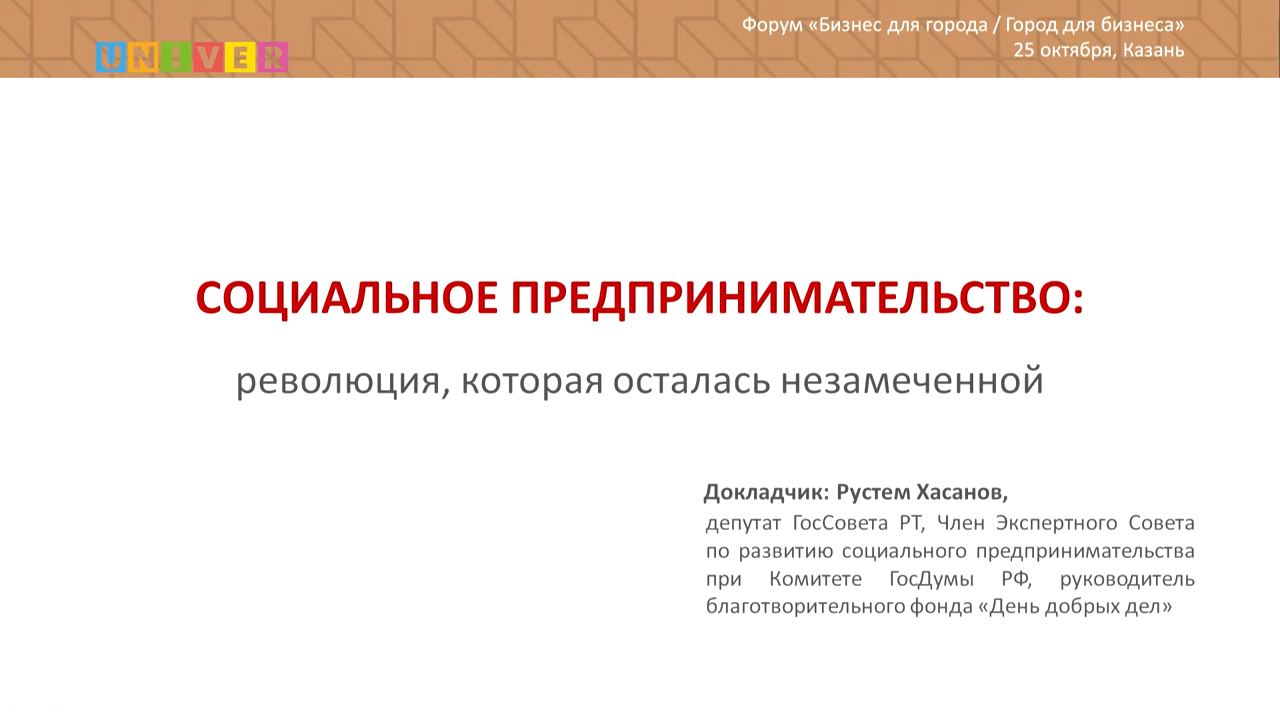 Форум «Бизнес для города / Город для бизнеса»
25 октября, Казань
UNIVER
СОЦИАЛЬНОЕ ПРЕДПРИНИМАТЕЛЬСТВО:
революция, которая осталась незамеченной
Докладчик: Рустем Хасанов,
депутат ГосСовета РТ, Член Экспертного Совета
по развитию социального предпринимательства
при Комитете ГосДумы РФ, руководитель
благотворительного фонда «День добрых дел»